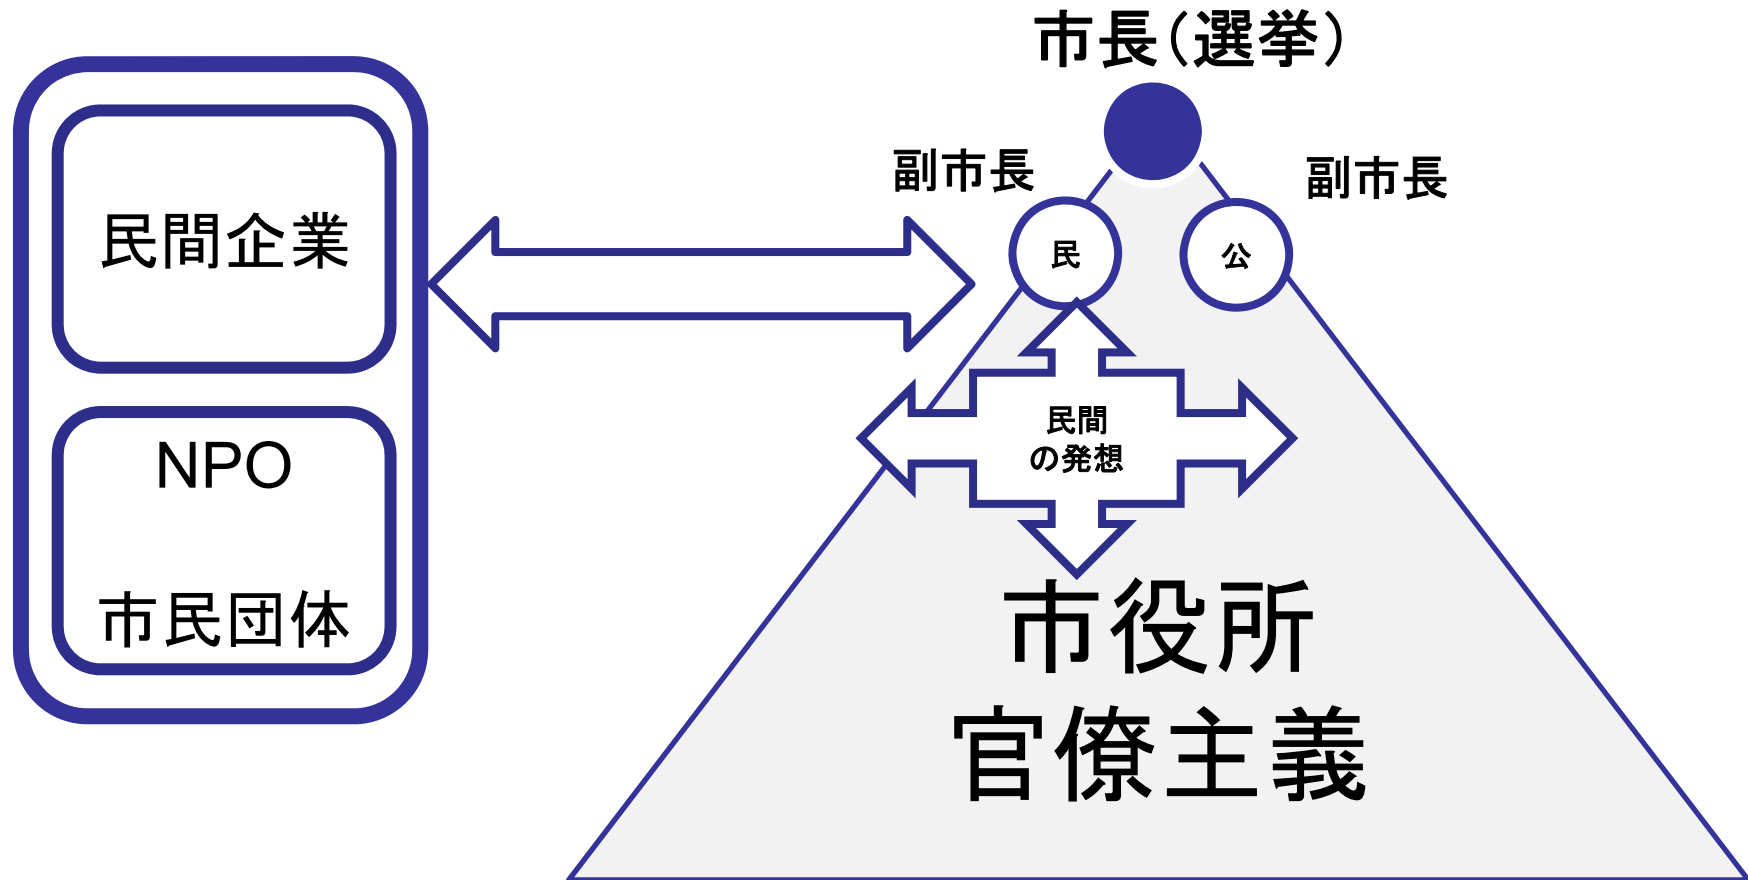 市長（選挙）
副市長
副市長
民
公
民間企業
NPO
市民団体
民間
の発想
市役所
官僚主義